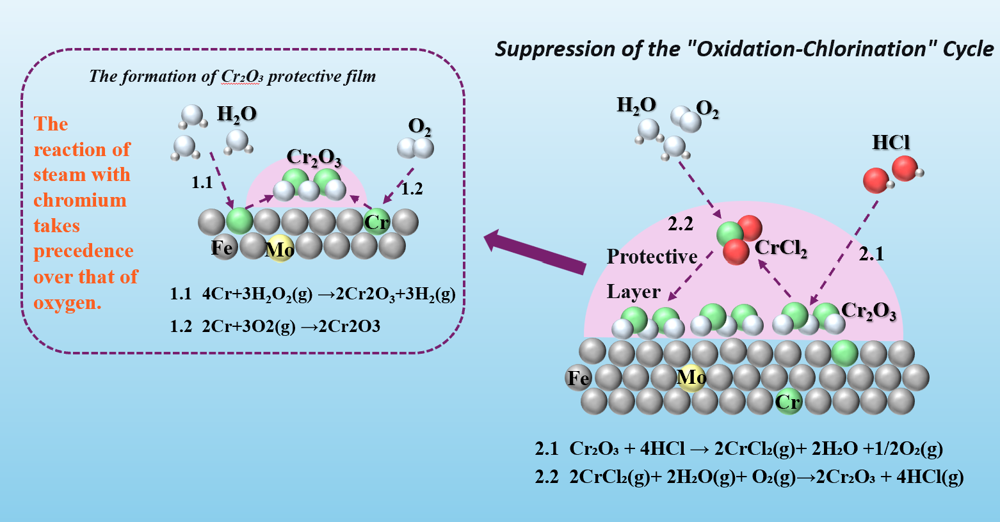 Suppression of the "Oxidation-Chlorination" Cycle
The formation of Cr₂O₃ protective film
The
reaction of
steam with
chromium
takes
precedence
over that of
oxygen.
H₂O
O₂
Cr₂O₃
1.1
1.2
Cr
Fe
Mo
1.1 4Cr+3H₂O₂(g) →2Cr2O₃+3H₂(g)
1.2 2Cr+3O2(g) →2Cr2O3
H₂O
O₂
HCl
2.2
CrCl₂
2.1
Protective
Layer
Cr₂O₃
Fe
Mo
Cr
2.1 Cr₂O₃ + 4HCl → 2CrCl₂(g)+ 2H₂O +1/2O₂(g)
2.2 2CrCl₂(g)+ 2H₂O(g)+ O₂(g)→2Cr₂O₃ + 4HCl(g)